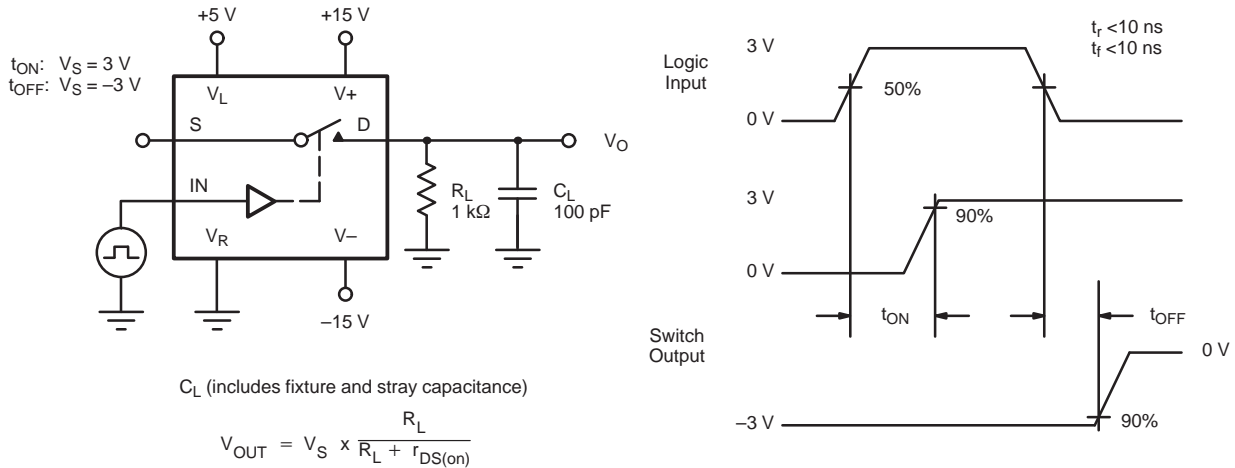 +5 V
+15 V
tON: VS = 3 V
tOFF: VS = –3 V
VL
V+
S
D
VO
IN
RL
1 kΩ
CL
100 pF
VR
V–
–15 V
CL (includes fixture and stray capacitance)
VOUT = VS x RL
RL + rDS(on)
tr <10 ns
tf <10 ns
Logic
Input
3 V
50%
0 V
3 V
90%
0 V
tON
tOFF
Switch
Output
0 V
–3 V
90%